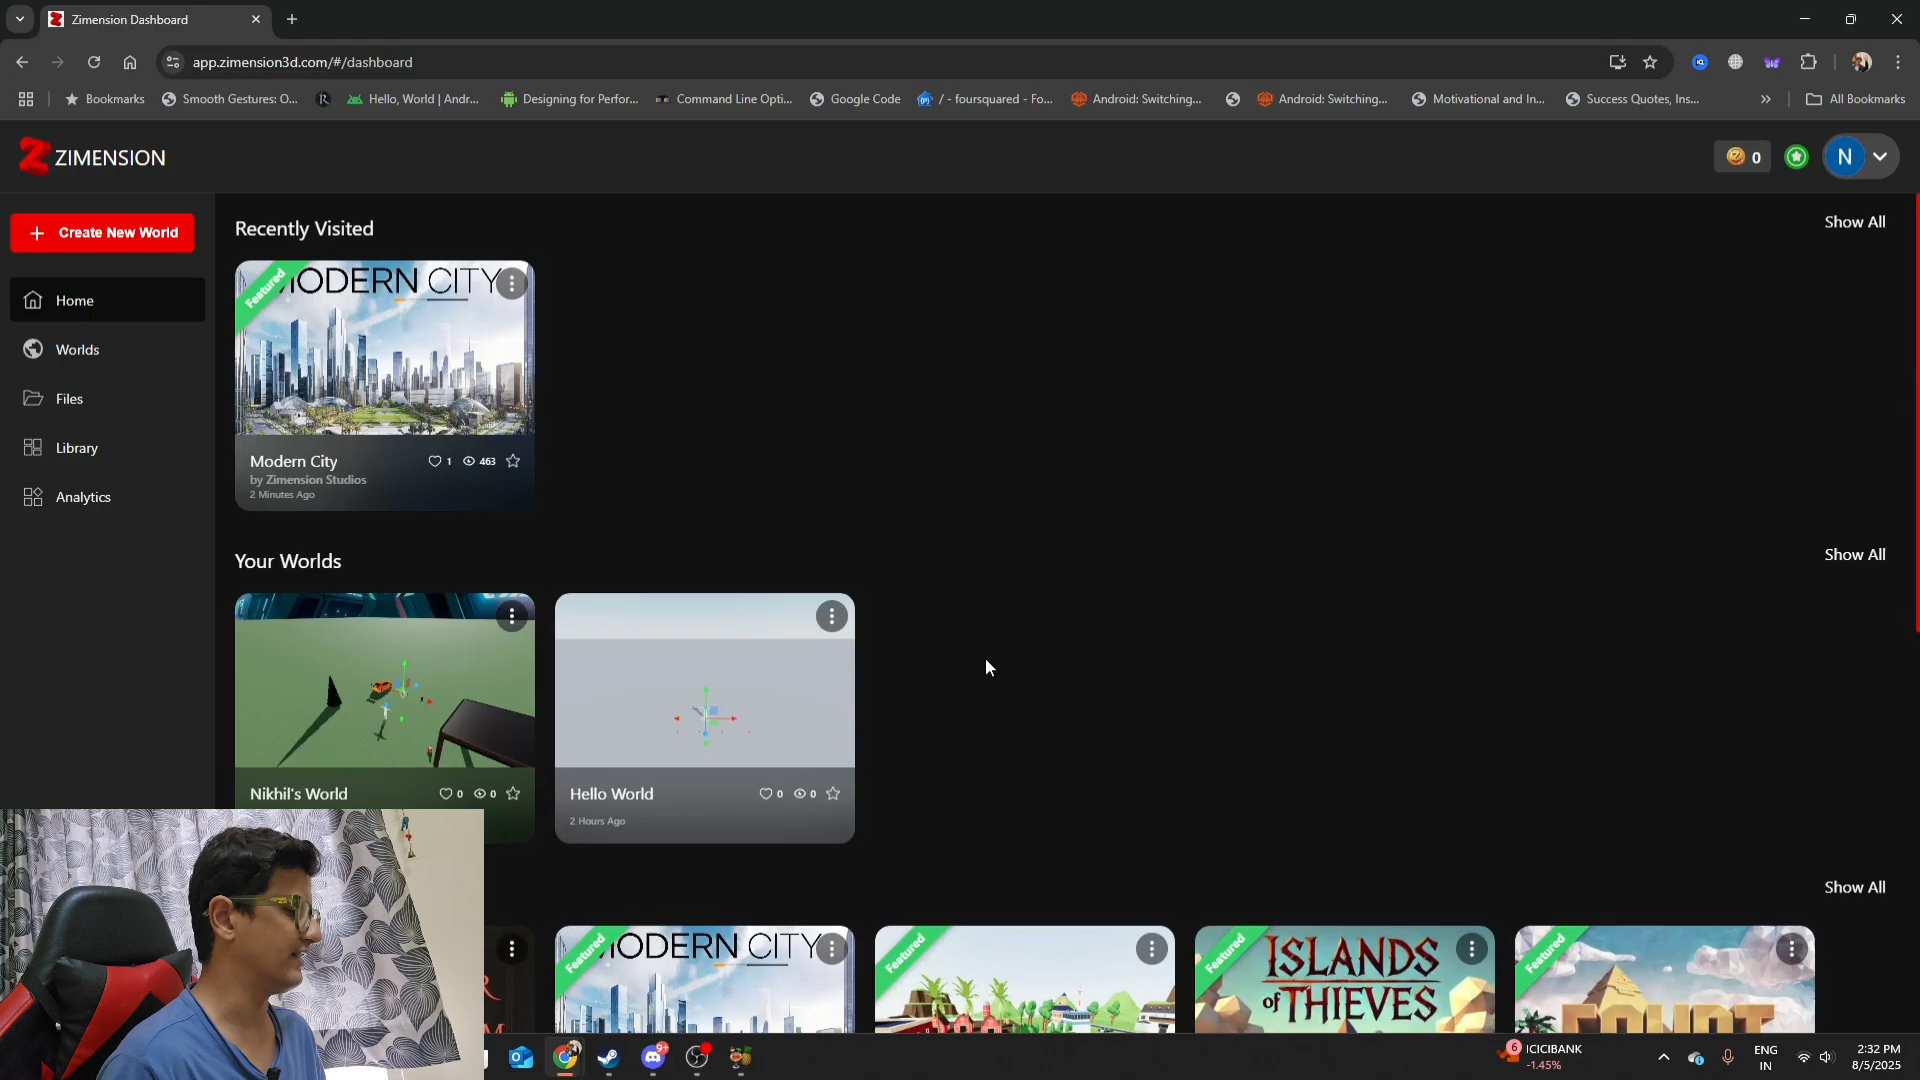 Zimension Dashboard
app.zimension3d.com/#/dashboard
Bookmarks
Smooth Gestures: O...
Hello, World | Andr...
Designing for Perfor...
Command Line Opti...
Google Code
/ - foursquared - Fo...
Android: Switching...
Android: Switching...
Motivational and In...
Success Quotes, Ins...
All Bookmarks
ZIMENSION
0
N
Create New World
Home
Worlds
Files
Library
Analytics
Recently Visited
Show All
Featured
MODERN CITY
Modern City
1
463
by Zimension Studios
2 Minutes Ago
Your Worlds
Show All
Nikhil's World
0
0
Hello World
0
0
2 Hours Ago
Show All
Featured
MODERN CITY
Featured
Featured
ISLANDS
of THIEVES
Featured
EGYPT
9+
6
ICICIBANK
-1.45%
ENG
IN
2:32 PM
8/5/2025